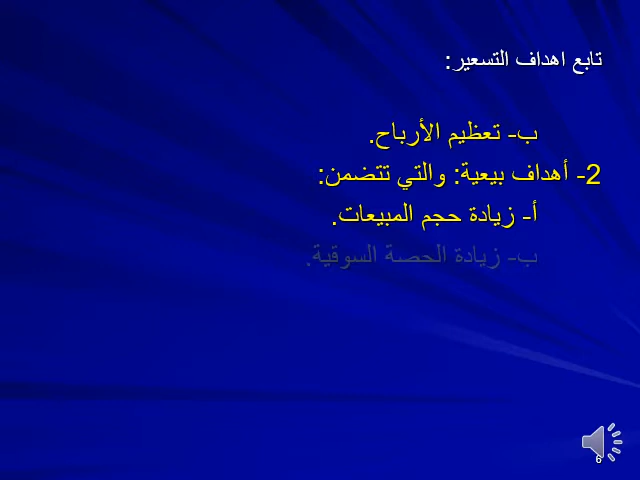 تابع اهداف التسعير:
ب- تعظيم الأرباح.
2- أهداف بيعية: والتي تتضمن:
أ- زيادة حجم المبيعات.
ب- زيادة الحصة السوقية.
6